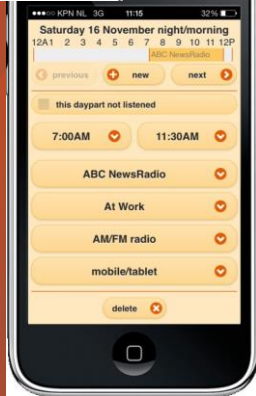 KPN NL 3G 11:15 32%
Saturday 16 November night/morning
12A1 2 3 4 5 6 7 8 9 10 11 12P
ABC NewsRadio
previous new next
this daypart not listened
7:00AM 11:30AM
ABC NewsRadio
At Work
AM/FM radio
mobile/tablet
delete